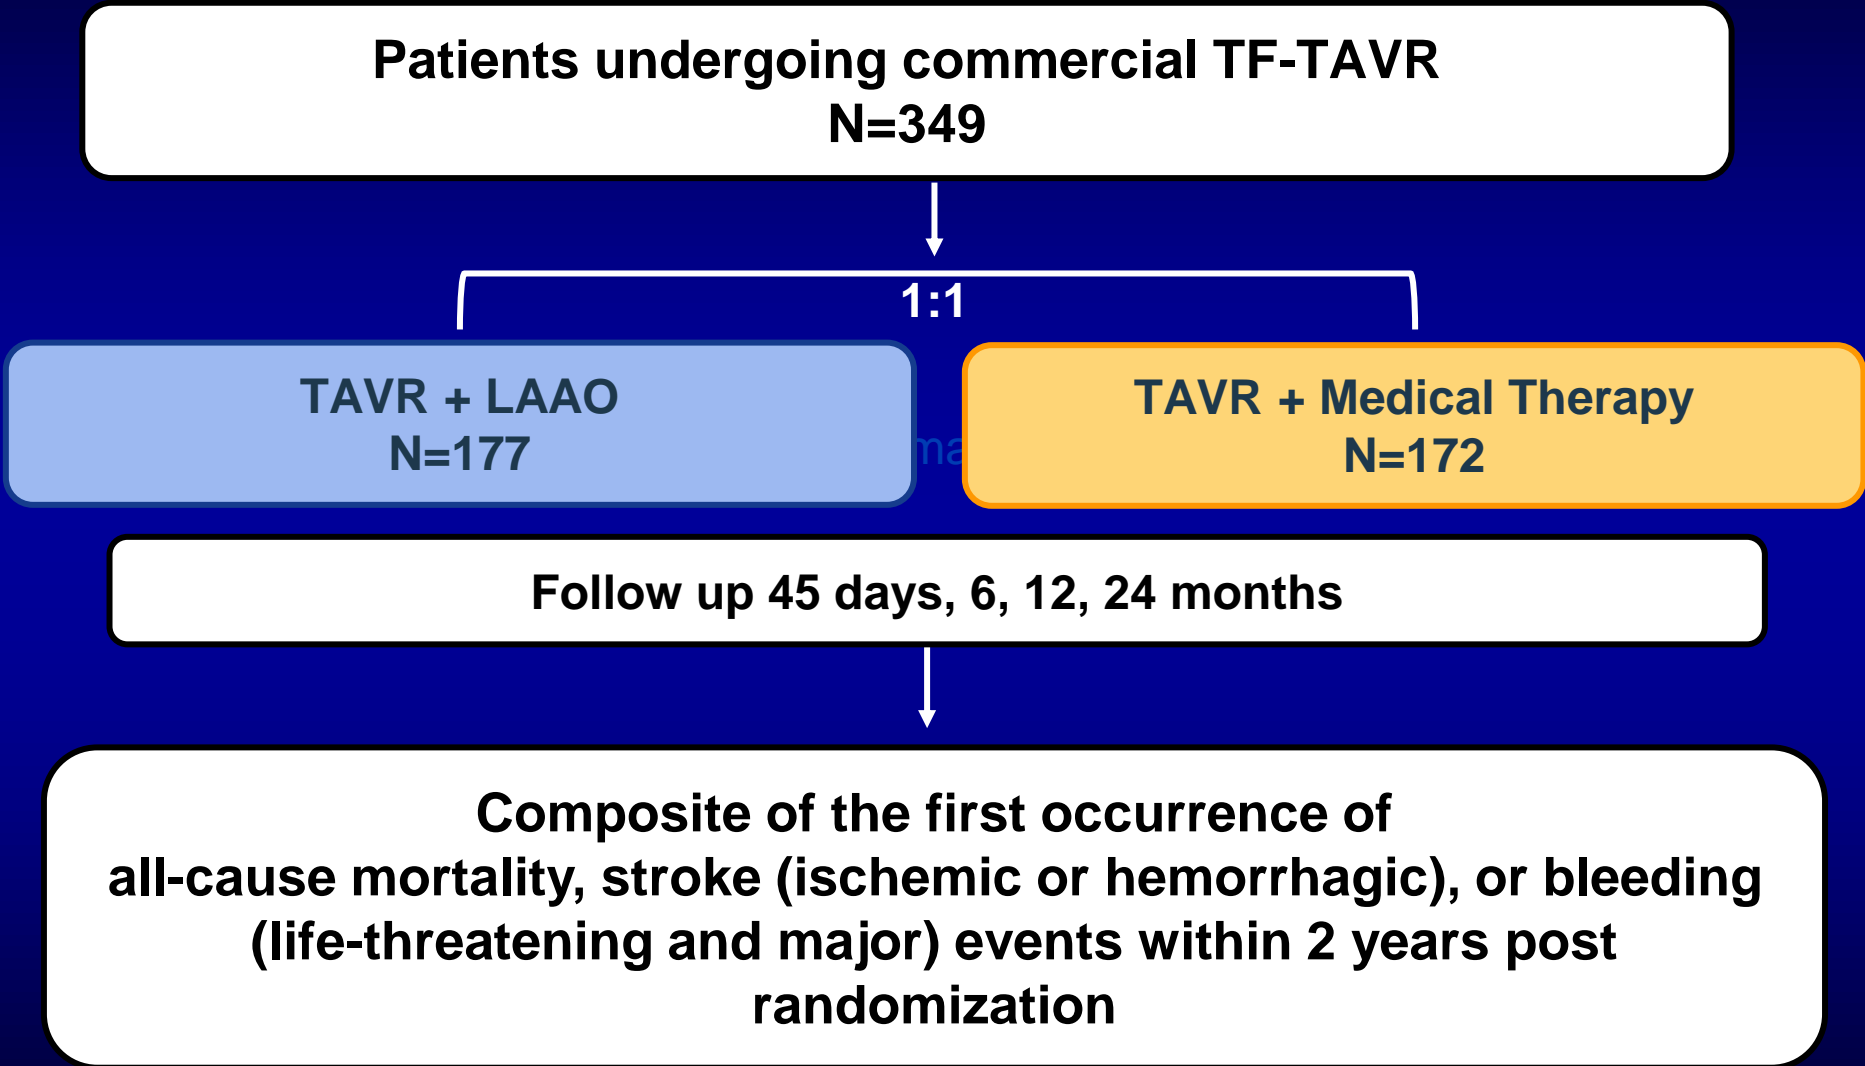 Patients undergoing commercial TF-TAVR
N=349
1:1
TAVR + LAAO
N=177
TAVR + Medical Therapy
N=172
Follow up 45 days, 6, 12, 24 months
Composite of the first occurrence of
all-cause mortality, stroke (ischemic or hemorrhagic), or bleeding
(life-threatening and major) events within 2 years post
randomization